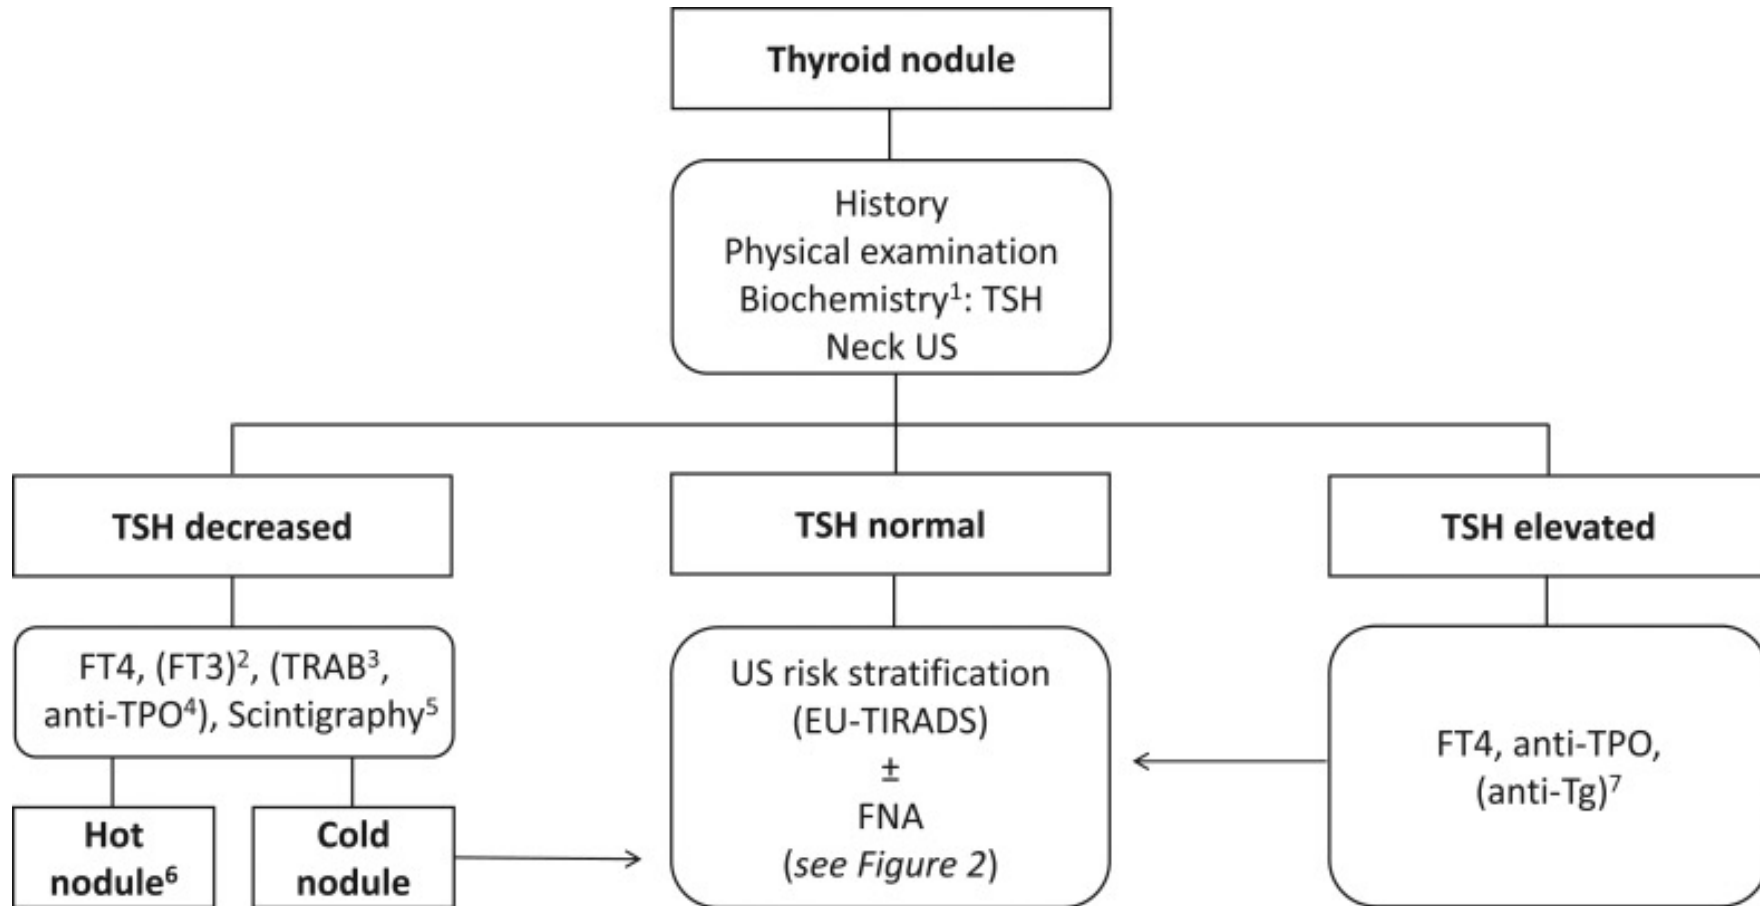 Thyroid nodule
History
Physical examination
Biochemistry¹: TSH
Neck US
TSH decreased
TSH normal
TSH elevated
FT4, (FT3)², (TRAB³,
anti-TPO⁴), Scintigraphy⁵
US risk stratification
(EU-TIRADS)
±
FNA
(see Figure 2)
FT4, anti-TPO,
(anti-Tg)⁷
Hot
nodule⁶
Cold
nodule